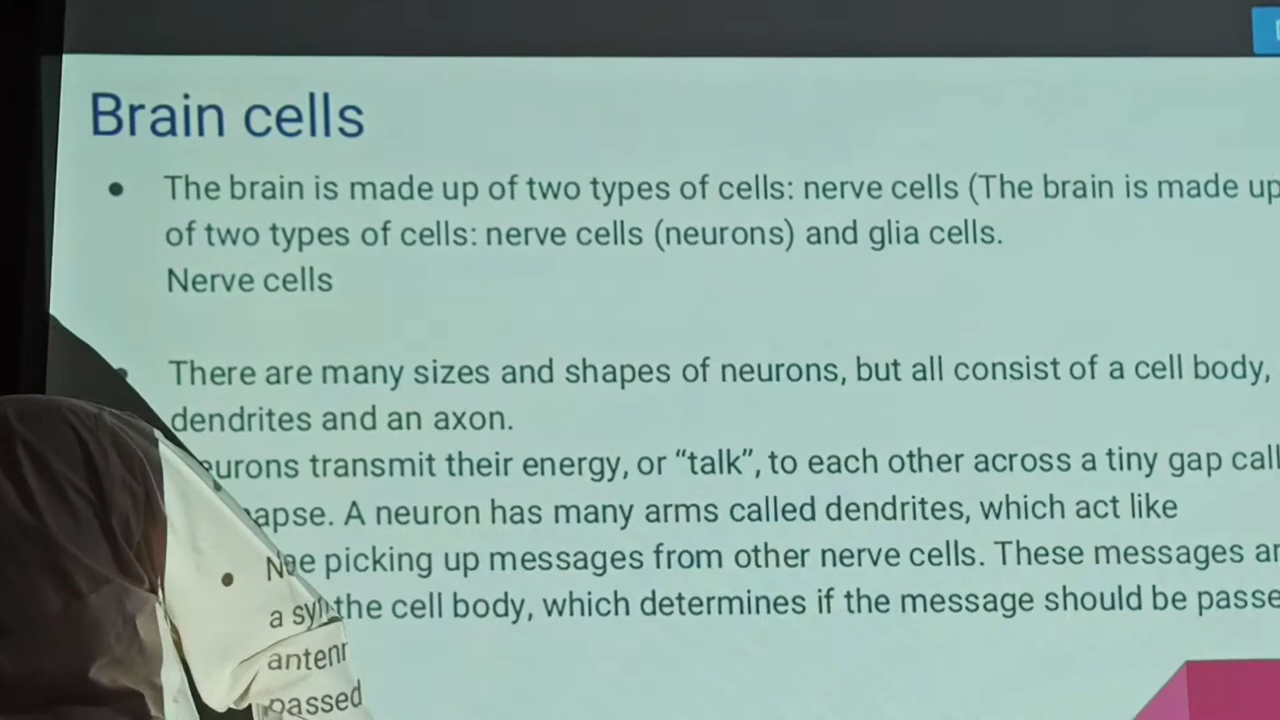 Brain cells
• The brain is made up of two types of cells: nerve cells (The brain is made up
of two types of cells: nerve cells (neurons) and glia cells.
Nerve cells
There are many sizes and shapes of neurons, but all consist of a cell body,
dendrites and an axon.
eurons transmit their energy, or “talk”, to each other across a tiny gap call
apse. A neuron has many arms called dendrites, which act like
• N e picking up messages from other nerve cells. These messages ar
a syn the cell body, which determines if the message should be passe
antenn
passed